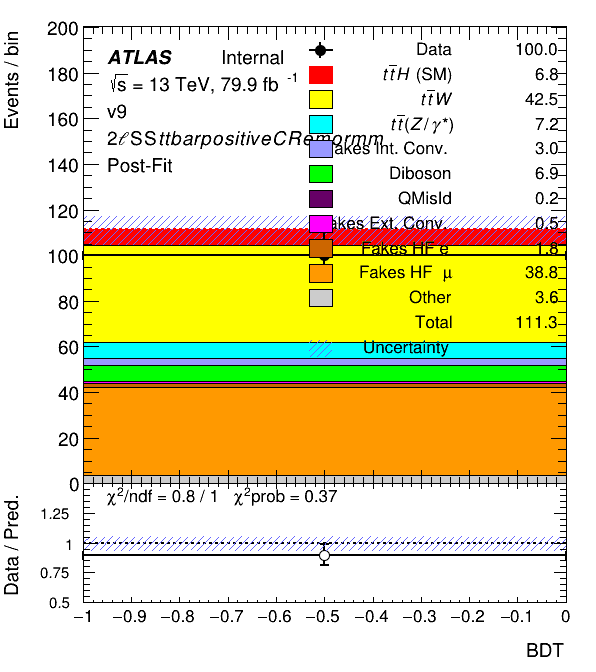 Events / bin
200
180
160
140
120
100
80
60
40
20
0
ATLAS Internal
√s = 13 TeV, 79.9 fb⁻¹
v9
2ℓSSttbarpositiveCRemormm
Post-Fit
Data 100.0
tt̄H (SM) 6.8
tt̄W 42.5
tt̄(Z/γ*) 7.2
Fakes Int. Conv. 3.0
Diboson 6.9
QMisId 0.2
Fakes Ext. Conv. 0.5
Fakes HF e 1.8
Fakes HF μ 38.8
Other 3.6
Total 111.3
Uncertainty
Data / Pred.
1.25
1
0.75
0.5
χ²/ndf = 0.8 / 1 χ²prob = 0.37
−1 −0.9 −0.8 −0.7 −0.6 −0.5 −0.4 −0.3 −0.2 −0.1 0
BDT